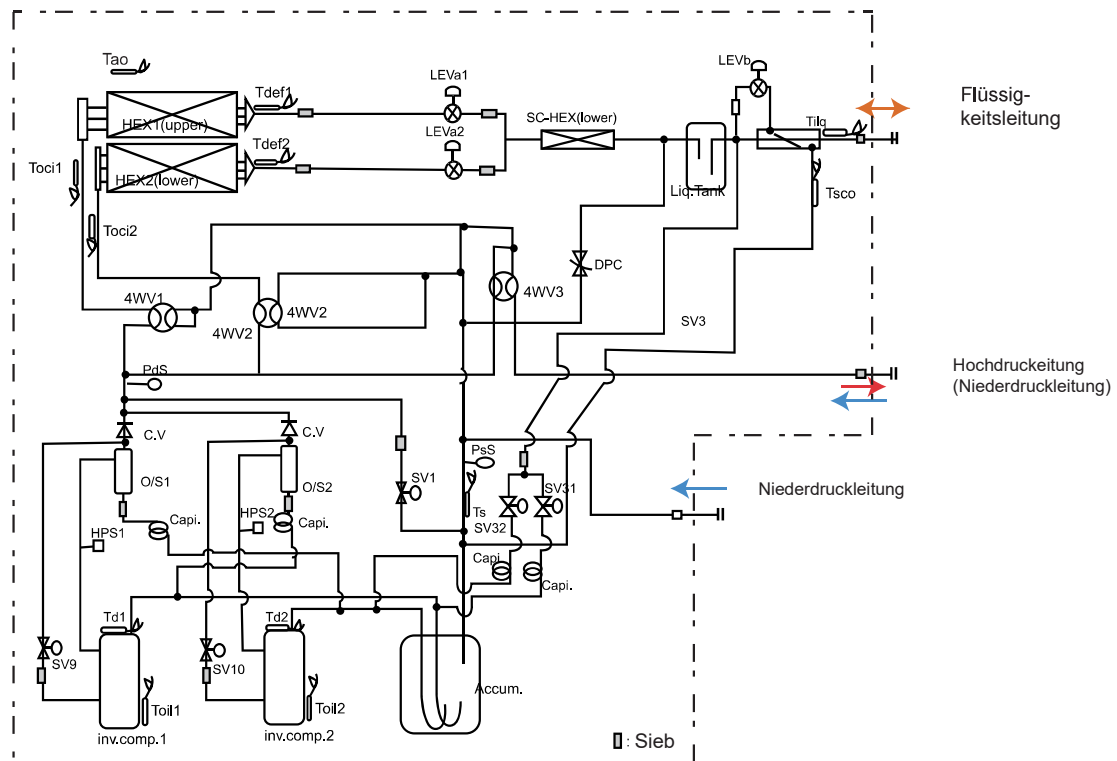 Tao
LEVa1
LEVb
Tdef1
HEX1(upper)
LEVa2
SC-HEX(lower)
Tilq
Flüssig-
keitsleitung
Tdef2
Toci1
HEX2(lower)
Liq.Tank
Tsco
Toci2
DPC
4WV1
4WV2
4WV2
4WV3
SV3
PdS
Hochdruckeitung
(Niederdruckleitung)
C.V
C.V
PsS
O/S1
O/S2
SV1
SV31
Niederdruckleitung
Ts
SV32
HPS1
Capi.
HPS2
Capi.
Capi.
Capi.
Td1
Td2
SV9
SV10
Accum.
Toil1
Toil2
inv.comp.1
inv.comp.2
: Sieb